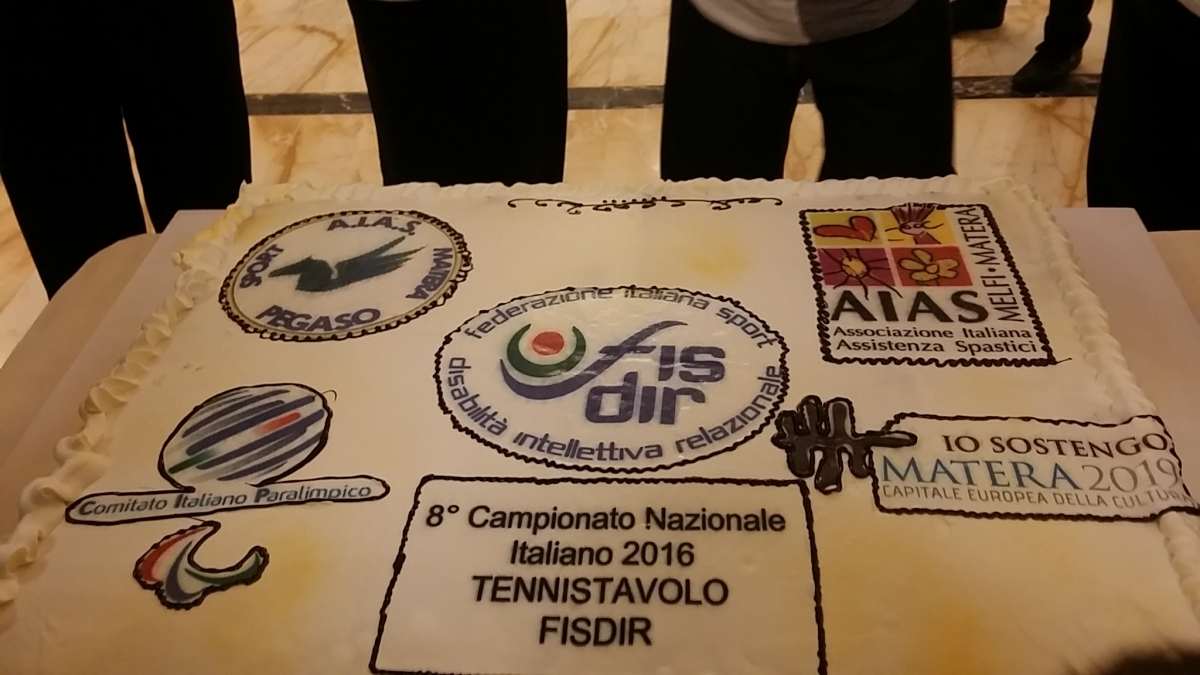 A.I.A.S.
SPORT
MATERA
PEGASO
MELFI • MATERA
AIAS
Associazione Italiana
Assistenza Spastici
federazione italiana sport
fis
dir
disabilità intellettiva relazionale
Comitato Italiano Paralimpico
IO SOSTENGO
MATERA 2019
CAPITALE EUROPEA DELLA CULTURA
8° Campionato Nazionale
Italiano 2016
TENNISTAVOLO
FISDIR